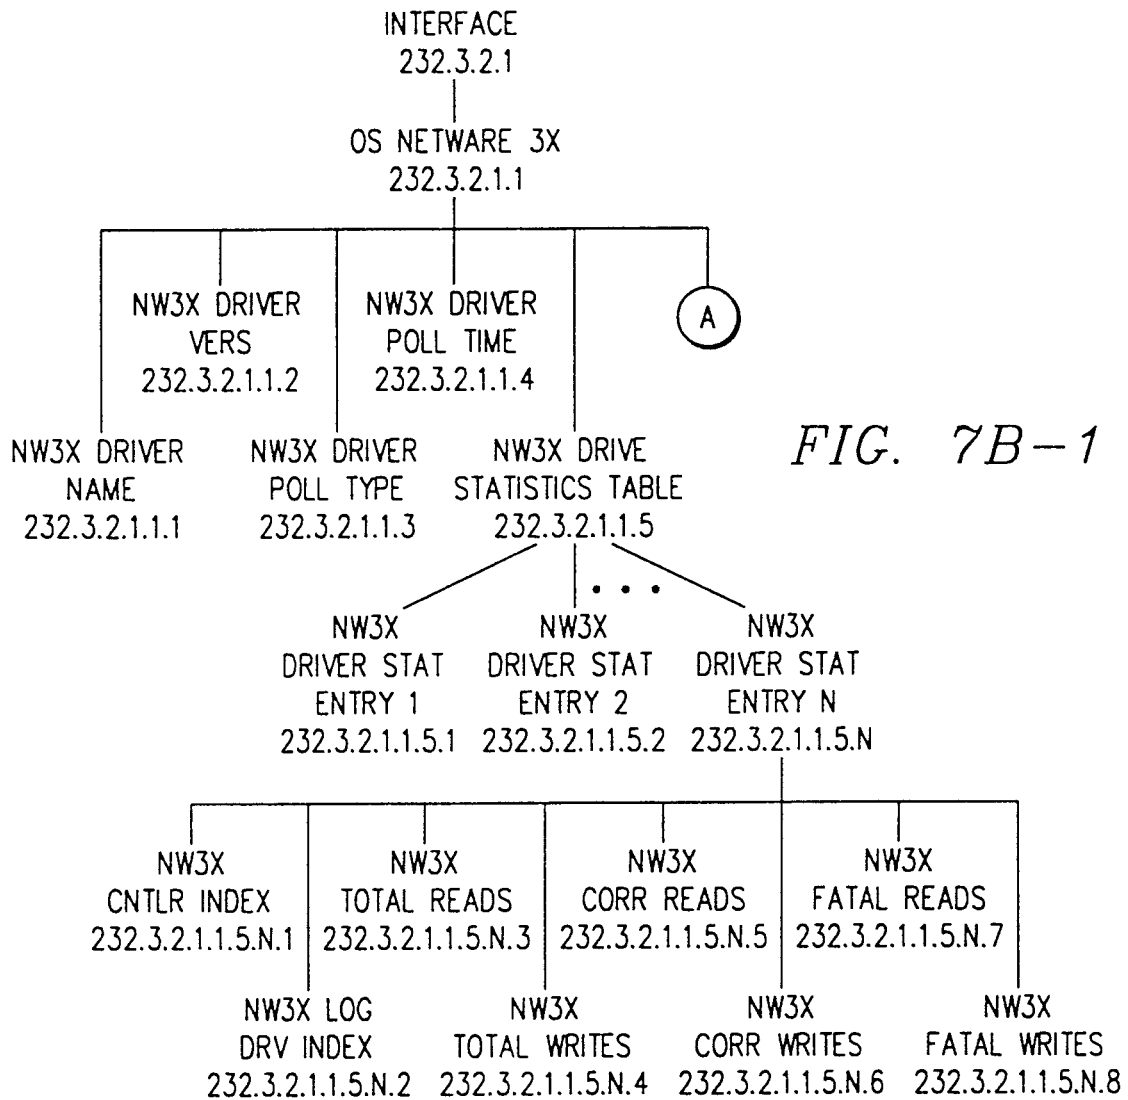 INTERFACE
232.3.2.1
OS NETWARE 3X
232.3.2.1.1
NW3X DRIVER
VERS
232.3.2.1.1.2
NW3X DRIVER
POLL TIME
232.3.2.1.1.4
A
NW3X DRIVER
NAME
232.3.2.1.1.1
NW3X DRIVER
POLL TYPE
232.3.2.1.1.3
NW3X DRIVE
STATISTICS TABLE
232.3.2.1.1.5
FIG. 7B-1
NW3X
DRIVER STAT
ENTRY 1
232.3.2.1.1.5.1
NW3X
DRIVER STAT
ENTRY 2
232.3.2.1.1.5.2
• • •
NW3X
DRIVER STAT
ENTRY N
232.3.2.1.1.5.N
NW3X
CNTLR INDEX
232.3.2.1.1.5.N.1
NW3X
TOTAL READS
232.3.2.1.1.5.N.3
NW3X
CORR READS
232.3.2.1.1.5.N.5
NW3X
FATAL READS
232.3.2.1.1.5.N.7
NW3X LOG
DRV INDEX
232.3.2.1.1.5.N.2
NW3X
TOTAL WRITES
232.3.2.1.1.5.N.4
NW3X
CORR WRITES
232.3.2.1.1.5.N.6
NW3X
FATAL WRITES
232.3.2.1.1.5.N.8